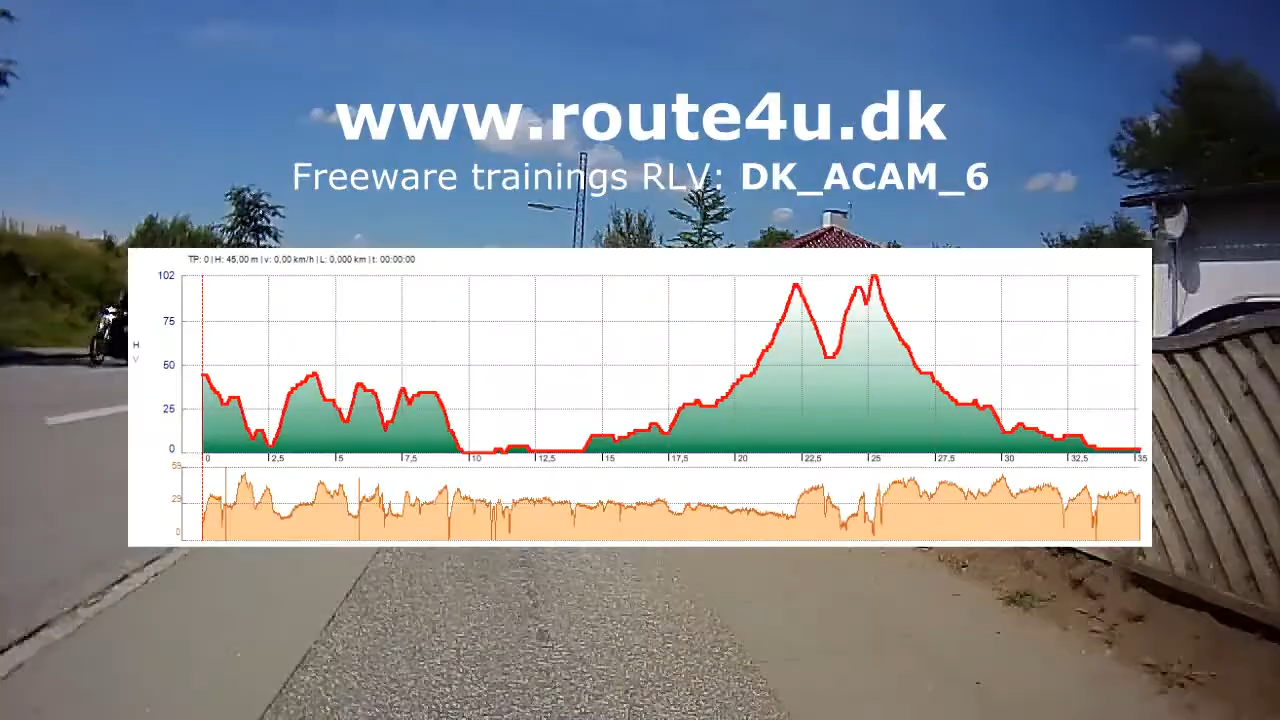 www.route4u.dk
Freeware trainings RLV: DK_ACAM_6
TP: 0 | H: 45,00 m | v: 0,00 km/h | L: 0,000 km | t: 00:00:00
102
75
H
V
50
25
0
0 2,5 5 7,5 10 12,5 15 17,5 20 22,5 25 27,5 30 32,5 35
29
0